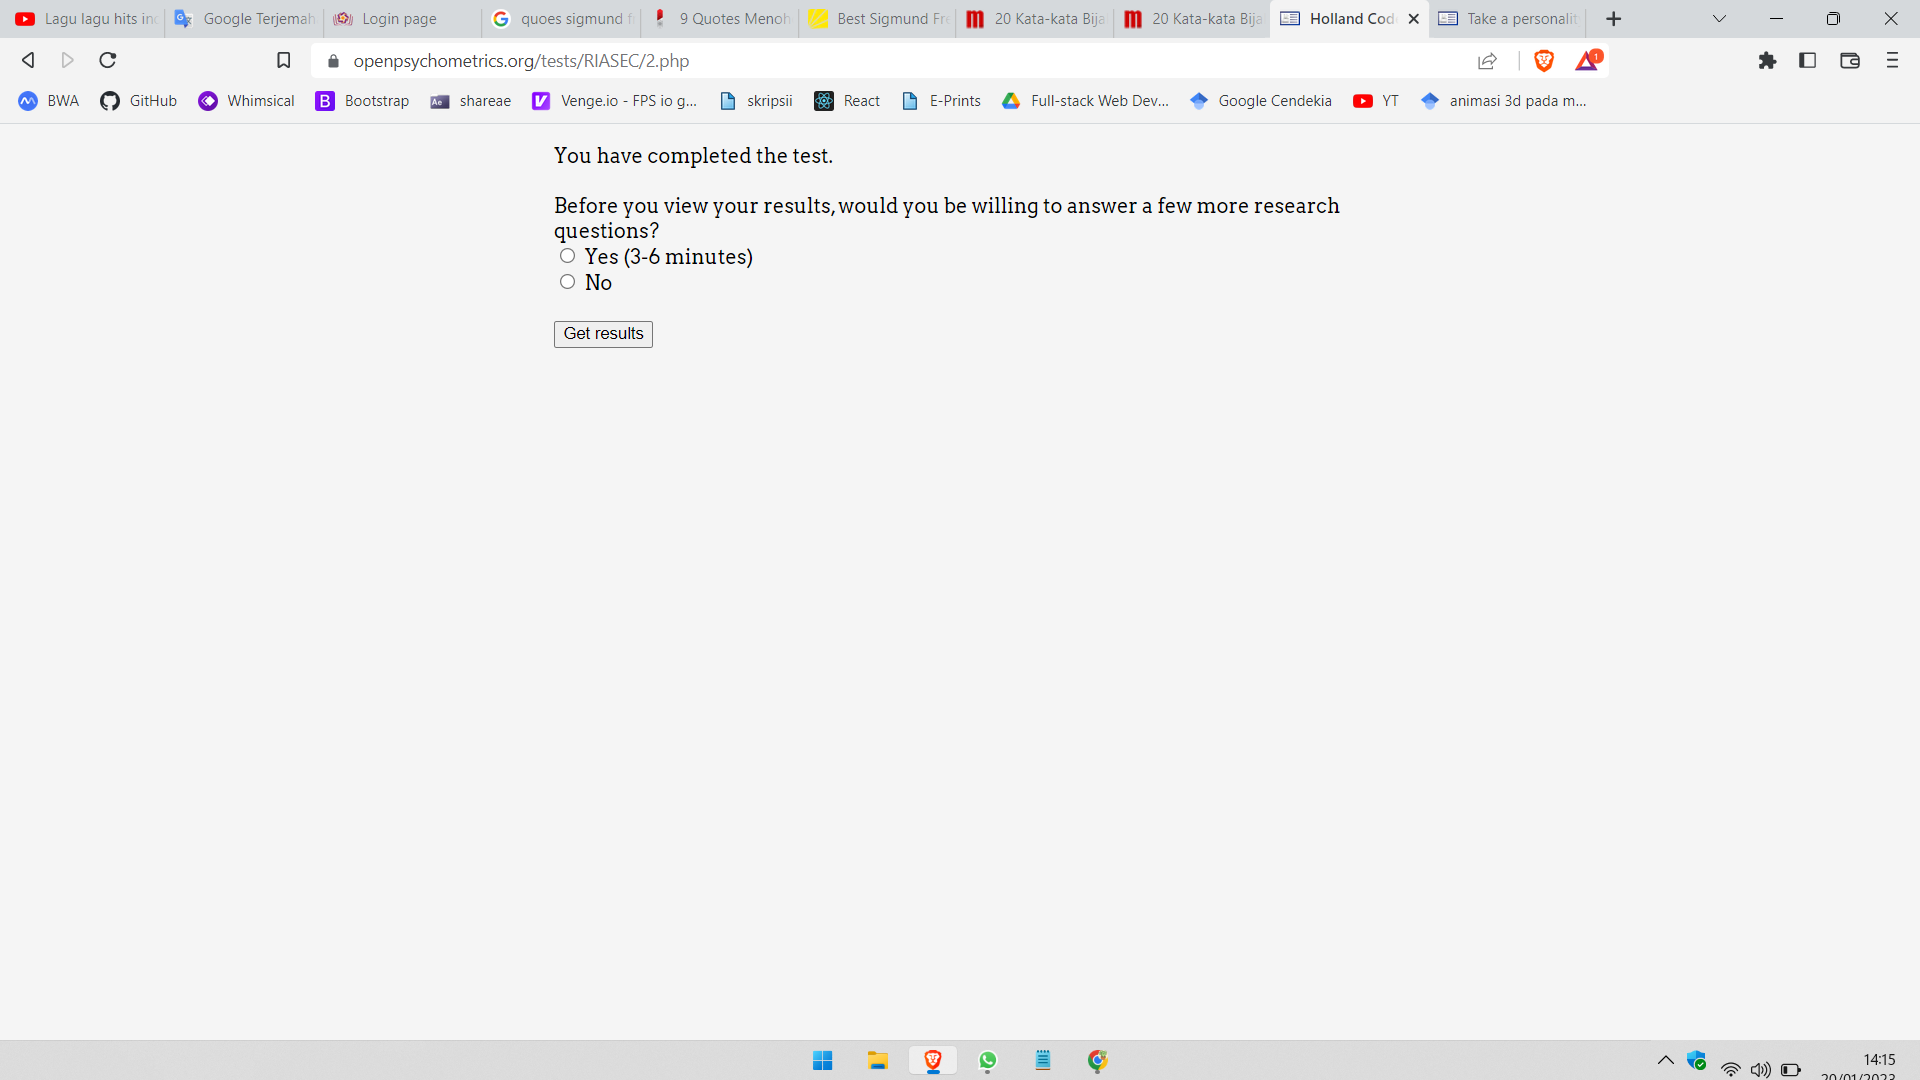 Lagu lagu hits ind
Google Terjemah
Login page
quoes sigmund f
9 Quotes Menoh
Best Sigmund Fre
20 Kata-kata Bija
20 Kata-kata Bija
Holland Cod
Take a personalit
openpsychometrics.org/tests/RIASEC/2.php
1
BWA
GitHub
Whimsical
B Bootstrap
Ae shareae
Venge.io - FPS io g...
skripsii
React
E-Prints
Full-stack Web Dev...
Google Cendekia
YT
animasi 3d pada m...
You have completed the test.
Before you view your results, would you be willing to answer a few more research
questions?
Yes (3-6 minutes)
No
Get results
14:15
20/01/2023